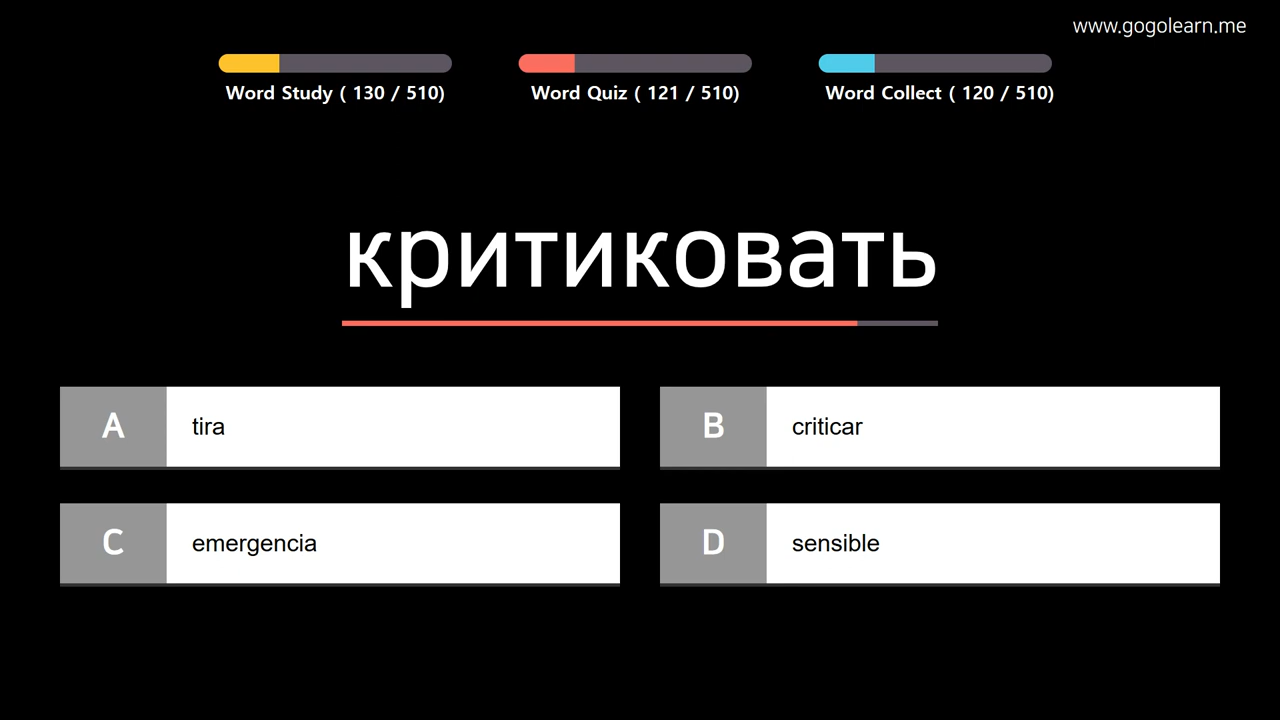 www.gogolearn.me
Word Study ( 130 / 510)
Word Quiz ( 121 / 510)
Word Collect ( 120 / 510)
критиковать
A tira
B criticar
C emergencia
D sensible